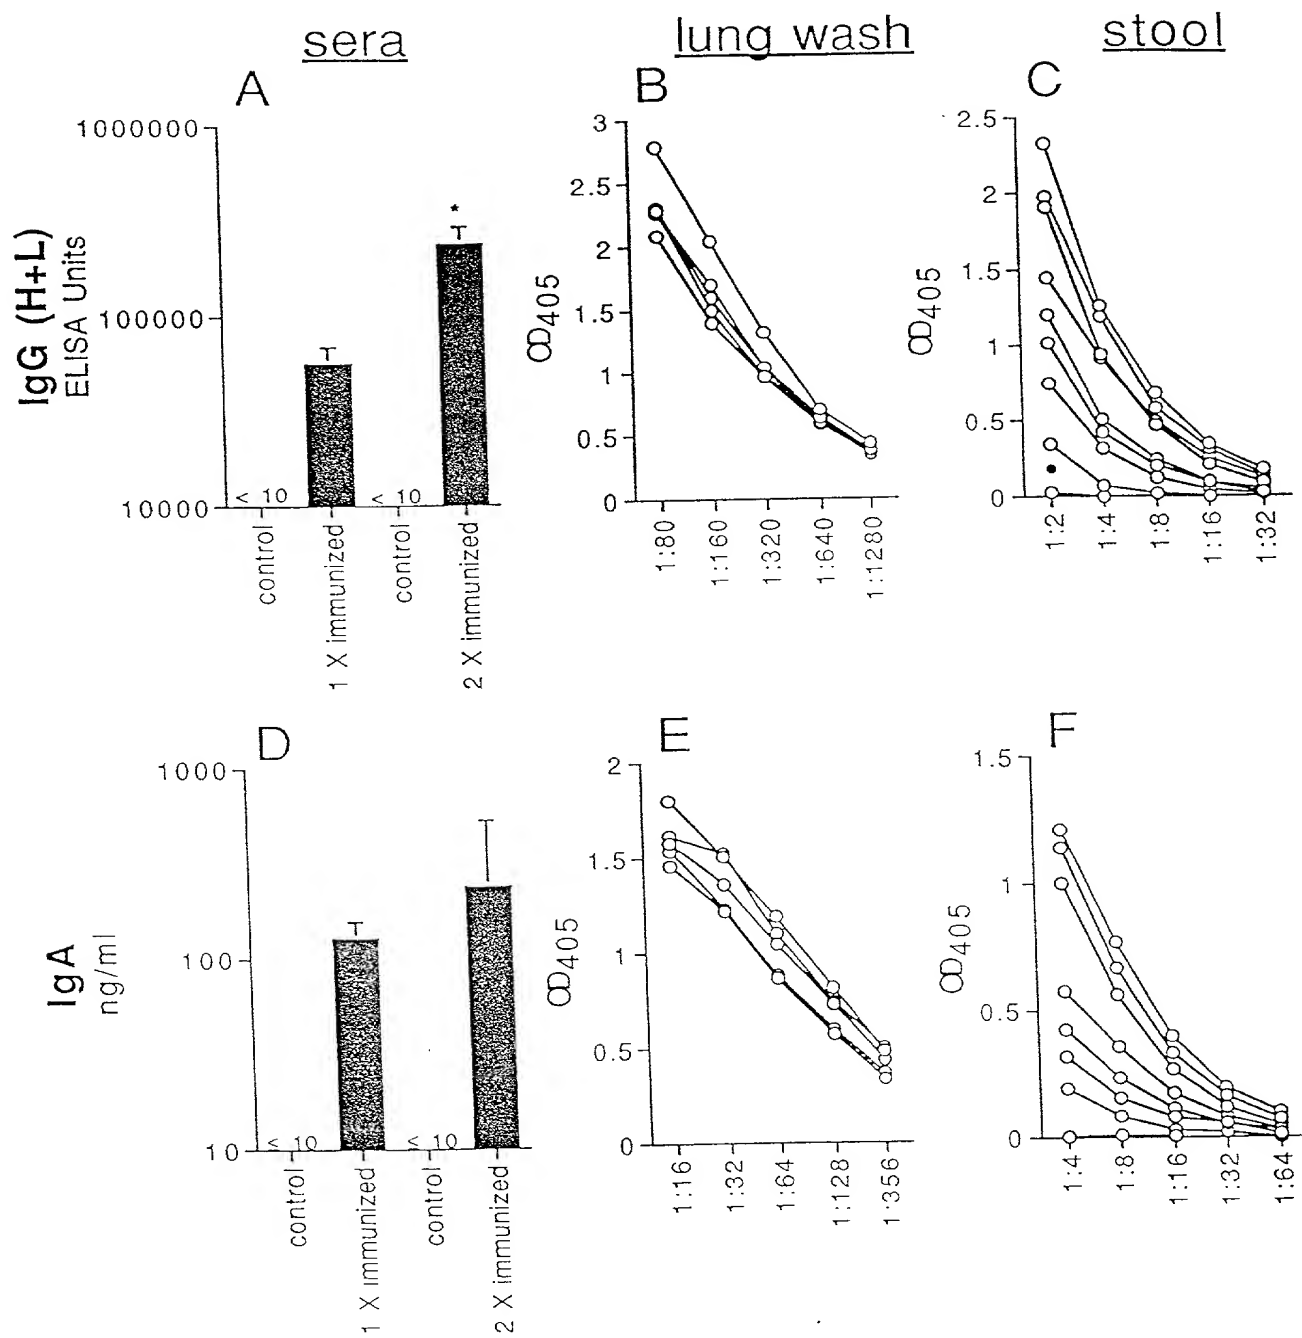 sera
lung wash
stool
A
IgG (H+L)
ELISA Units
1000000
100000
10000
< 10
< 10
control
1 X immunized
control
2 X immunized
*
B
OD405
3
2.5
2
1.5
1
0.5
0
1:80
1:160
1:320
1:640
1:1280
C
OD405
2.5
2
1.5
1
0.5
0
1:2
1:4
1:8
1:16
1:32
D
IgA
ng/ml
1000
100
10
< 10
< 10
control
1 X immunized
control
2 X immunized
E
OD405
2
1.5
1
0.5
0
1:16
1:32
1:64
1:128
1:356
F
OD405
1.5
1
0.5
0
1:4
1:8
1:16
1:32
1:64